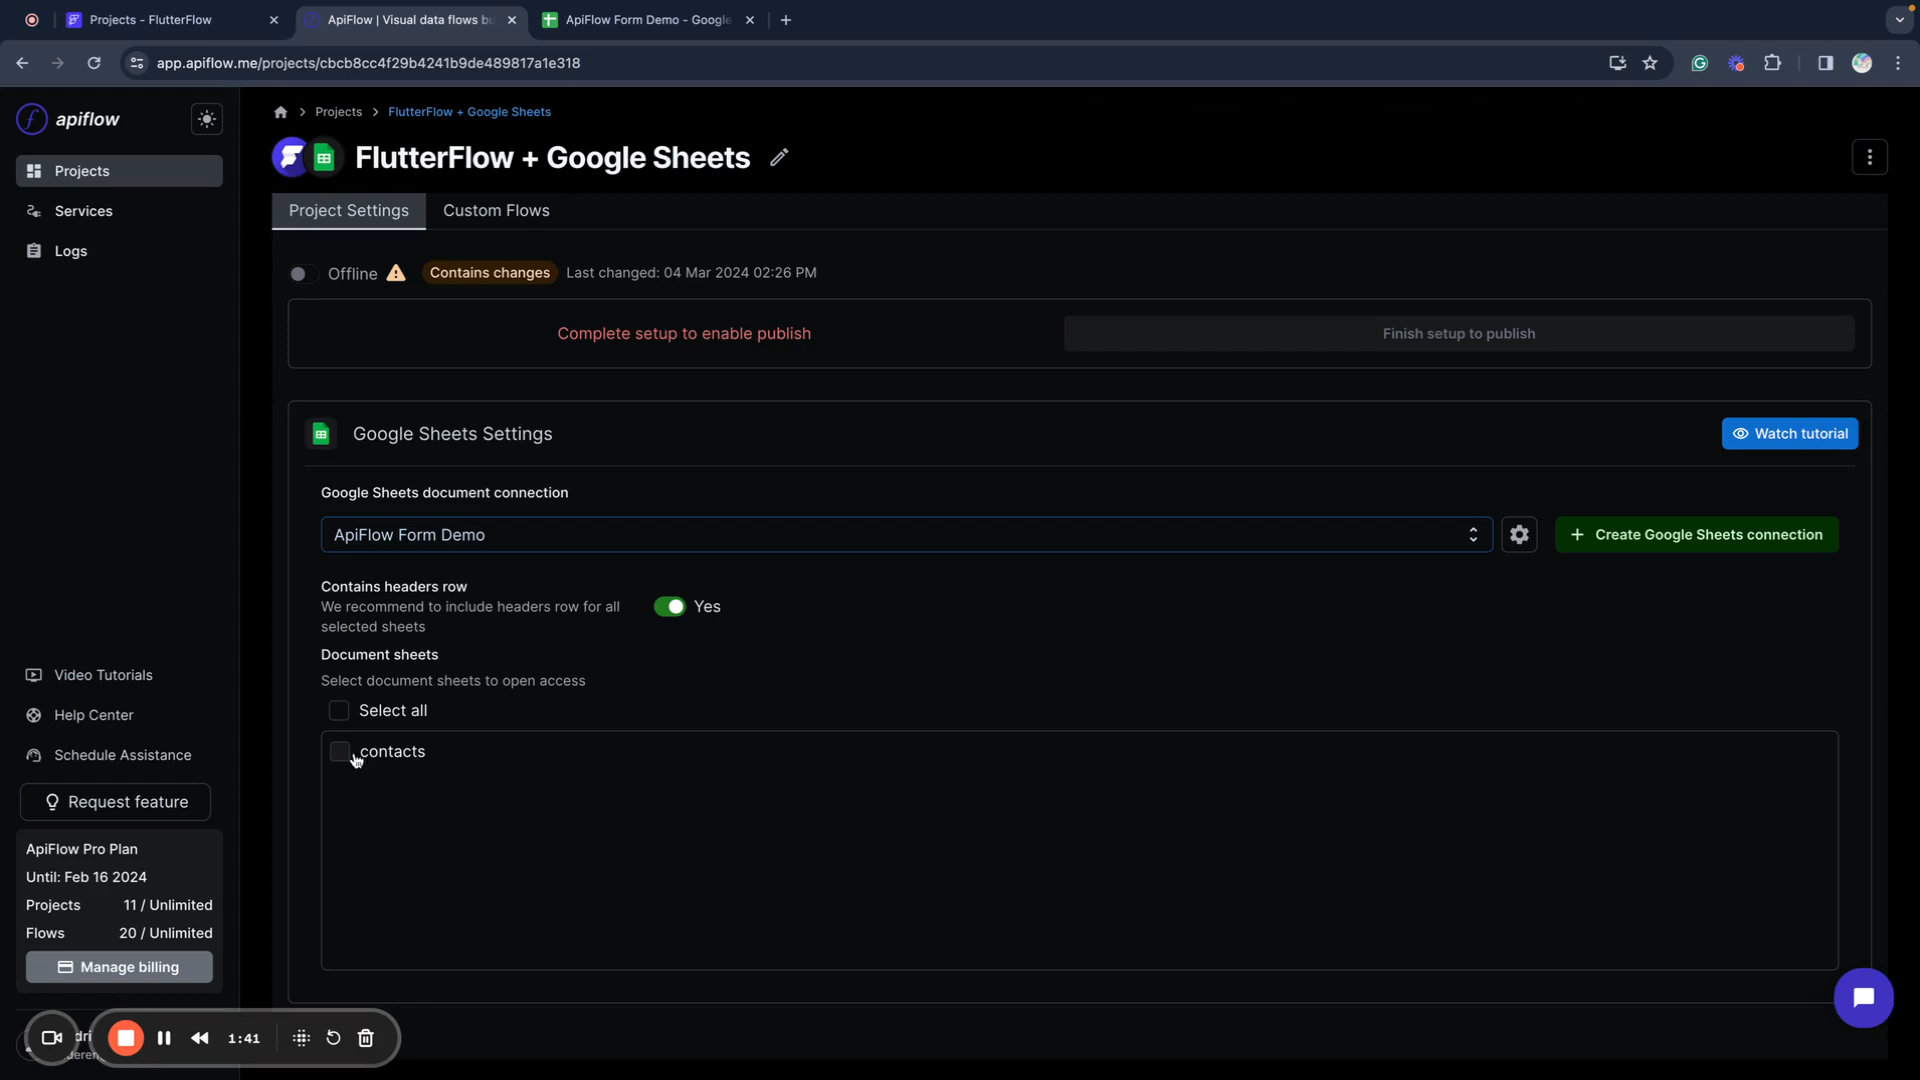 Projects - FlutterFlow
ApiFlow | Visual data flows bu
ApiFlow Form Demo - Google
app.apiflow.me/projects/cbcb8cc4f29b4241b9de489817a1e318
apiflow
Projects > Projects > FlutterFlow + Google Sheets
FlutterFlow + Google Sheets
Services
Logs
Project Settings
Custom Flows
Offline
Contains changes
Last changed: 04 Mar 2024 02:26 PM
Complete setup to enable publish
Finish setup to publish
Google Sheets Settings
Watch tutorial
Google Sheets document connection
ApiFlow Form Demo
+ Create Google Sheets connection
Contains headers row
We recommend to include headers row for all
selected sheets
Yes
Document sheets
Select document sheets to open access
Select all
contacts
Video Tutorials
Help Center
Schedule Assistance
Request feature
ApiFlow Pro Plan
Until: Feb 16 2024
Projects 11 / Unlimited
Flows 20 / Unlimited
Manage billing
1:41